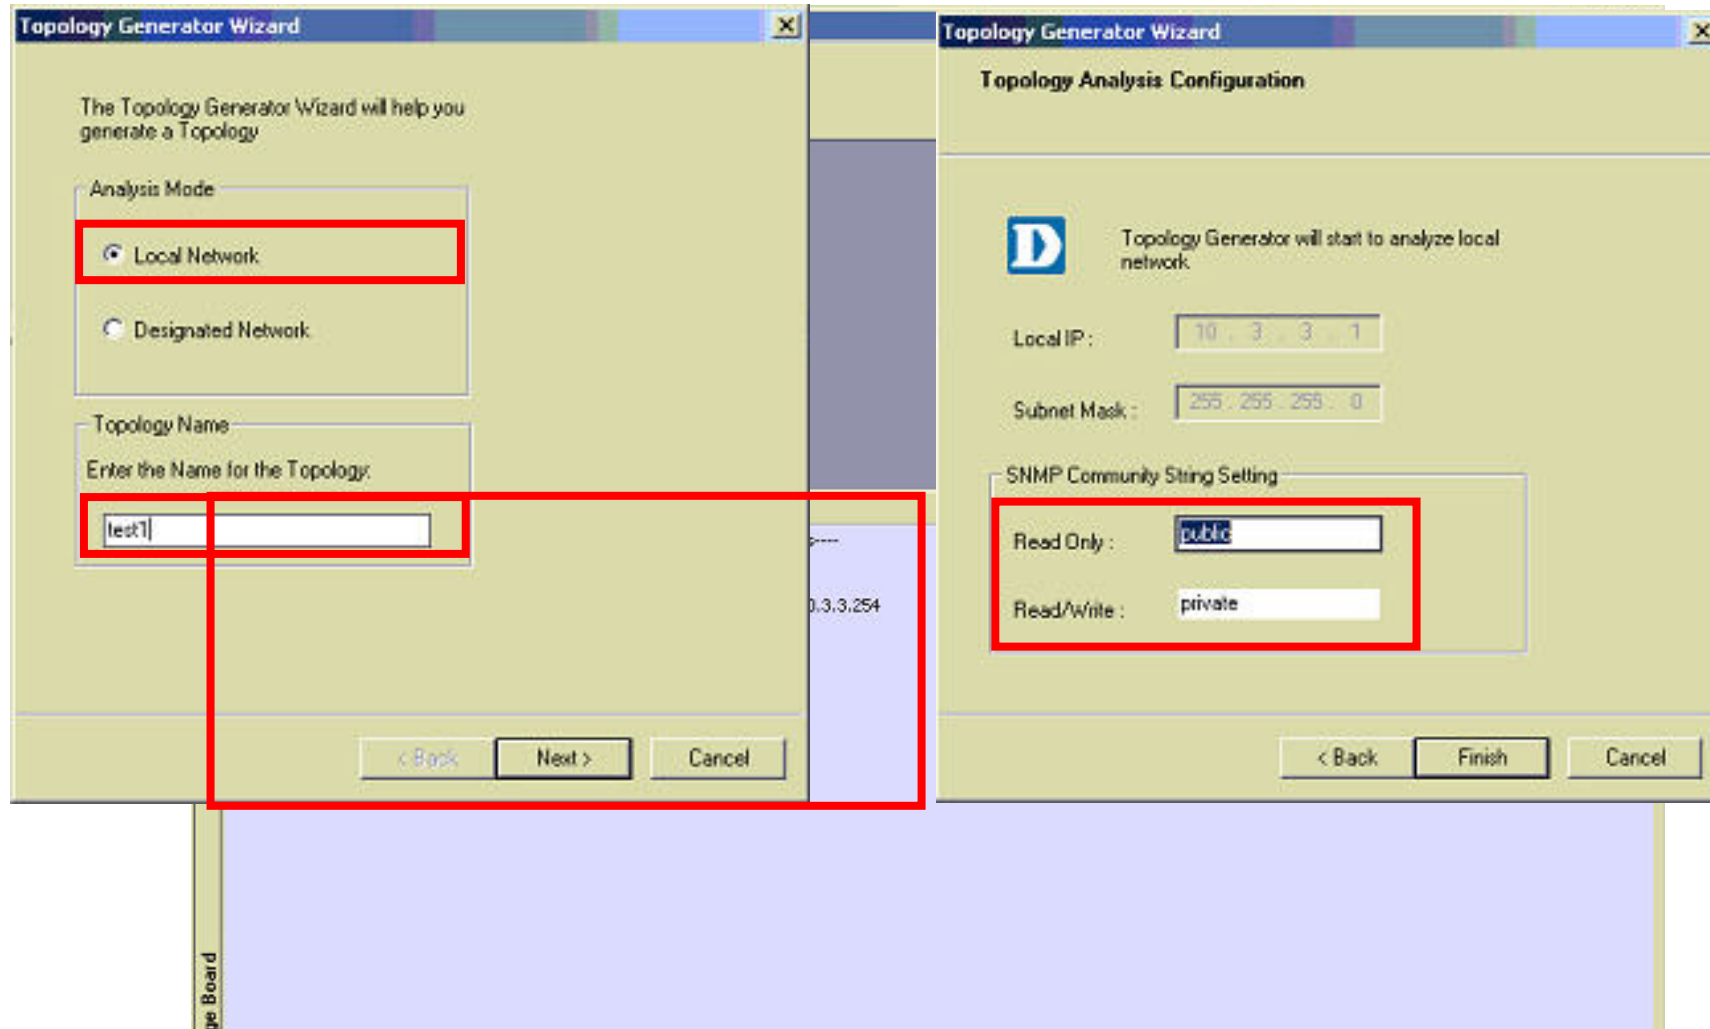 Topology Generator Wizard
The Topology Generator Wizard will help you
generate a Topology
Analysis Mode
Local Network
Designated Network
Topology Name
Enter the Name for the Topology:
test1
< Back
Next >
Cancel
.3.3.254
Topology Generator Wizard
Topology Analysis Configuration
D
Topology Generator will start to analyze local
network.
Local IP :
10 . 3 . 3 . 1
Subnet Mask :
255 . 255 . 255 . 0
SNMP Community String Setting
Read Only :
public
Read/Write :
private
< Back
Finish
Cancel
ge Board